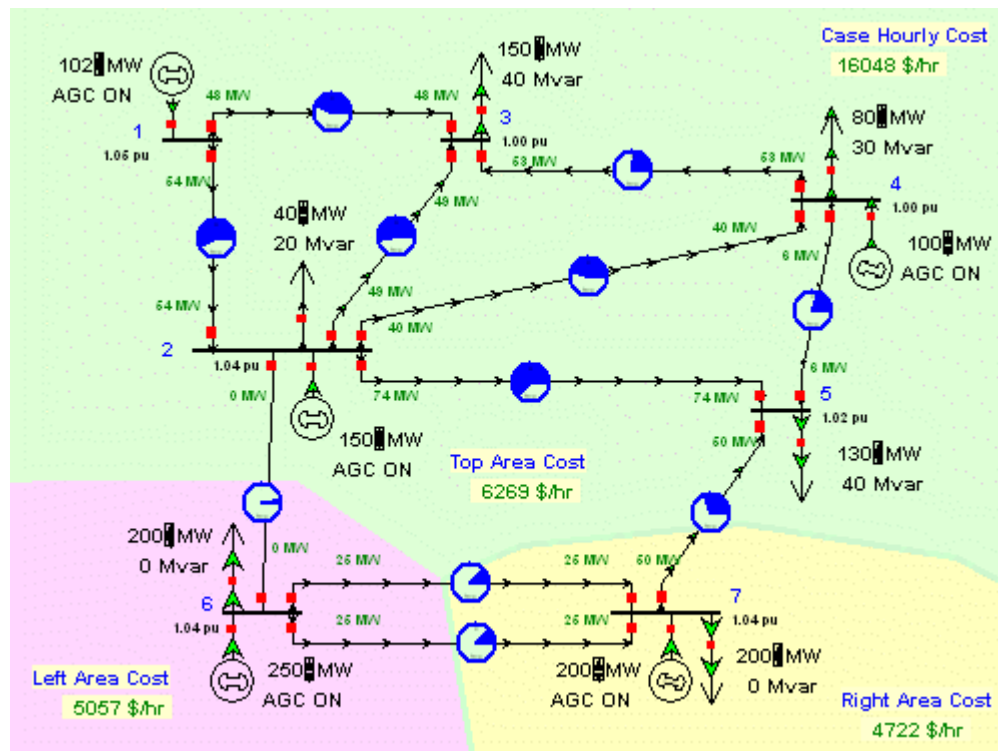 Case Hourly Cost
16048 $/hr
102 MW
AGC ON
48 MW
48 MW
150 MW
40 Mvar
3
1.00 pu
1
1.05 pu
53 MW
53 MW
80 MW
30 Mvar
4
1.00 pu
54 MW
49 MW
40 MW
20 Mvar
40 MW
6 MW
100 MW
AGC ON
54 MW
49 MW
40 MW
2
1.04 pu
0 MW
74 MW
74 MW
6 MW
5
1.02 pu
150 MW
AGC ON
50 MW
130 MW
40 Mvar
Top Area Cost
6269 $/hr
200 MW
0 Mvar
0 MW
25 MW
25 MW
50 MW
6
1.04 pu
25 MW
25 MW
7
1.04 pu
250 MW
AGC ON
200 MW
AGC ON
200 MW
0 Mvar
Left Area Cost
5057 $/hr
Right Area Cost
4722 $/hr